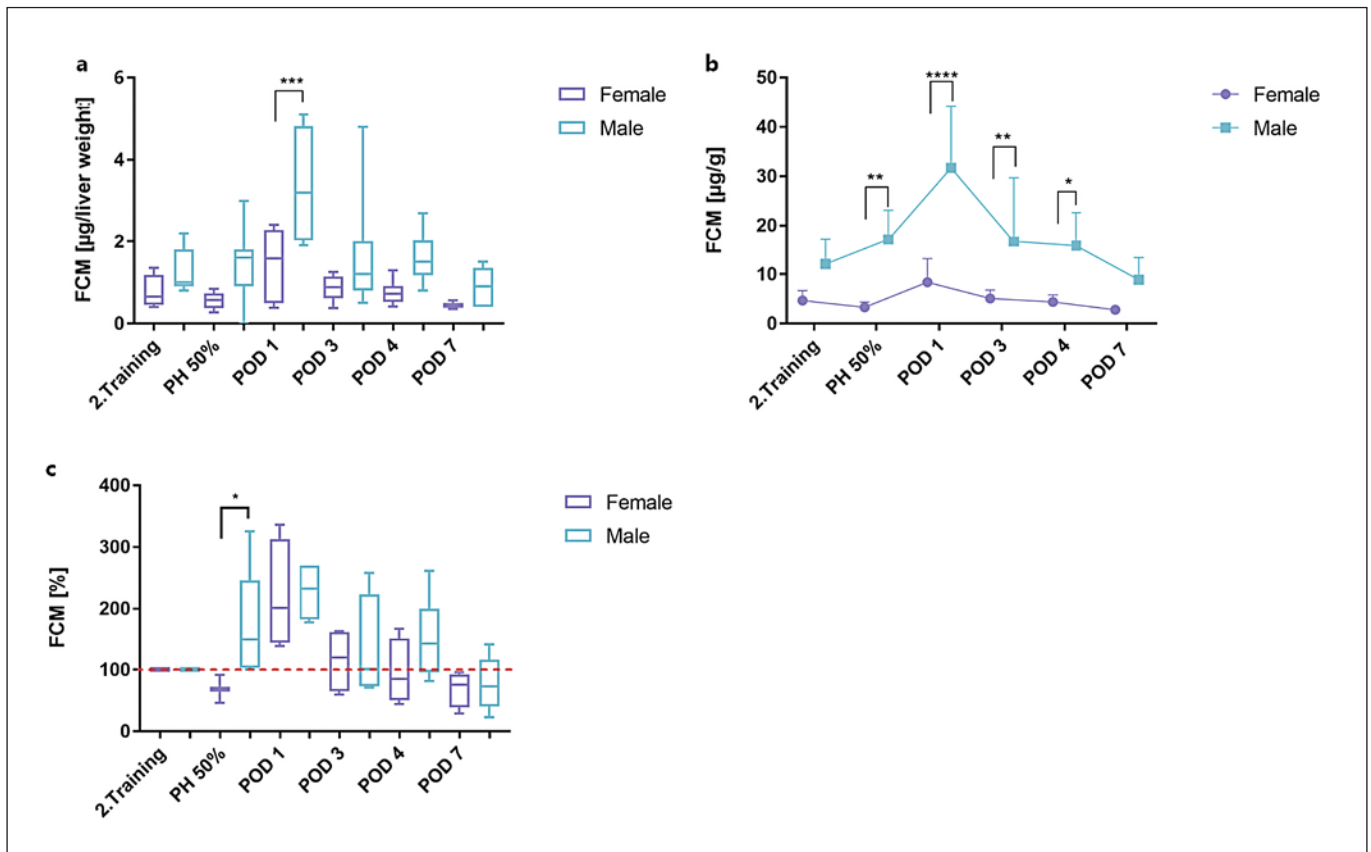 a
6
4
2
0
FCM [µg/liver weight]
***
2.Training
PH 50%
POD 1
POD 3
POD 4
POD 7
Female
Male
b
50
40
30
20
10
0
FCM [µg/g]
**
****
**
*
2.Training
PH 50%
POD 1
POD 3
POD 4
POD 7
Female
Male
c
400
300
200
100
0
FCM [%]
*
2.Training
PH 50%
POD 1
POD 3
POD 4
POD 7
Female
Male